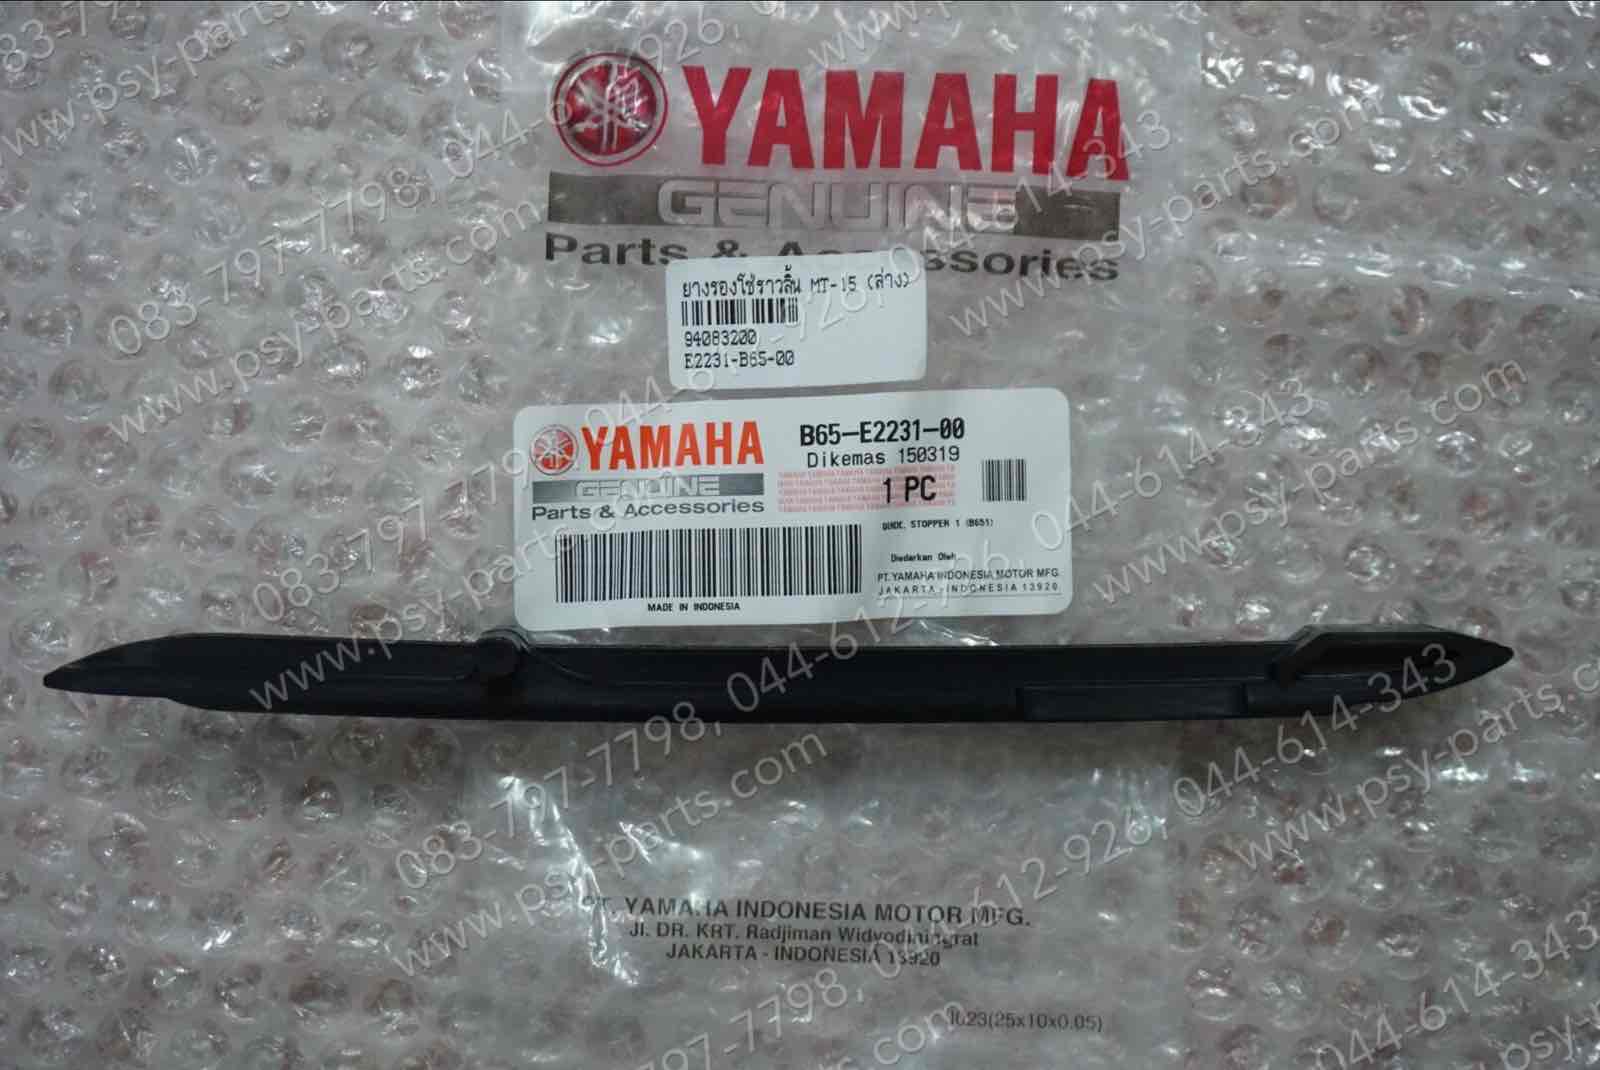 YAMAHA
GENUINE
Parts & Accessories
ยางรองโซ่ราวลิ้น MT-15 (ล่าง)
94083200
E2231-B65-00
YAMAHA
GENUINE
Parts & Accessories
B65-E2231-00
Dikemas 150319
1 PC
GUIDE, STOPPER 1 (B651)
Diedarkan Oleh
PT. YAMAHA INDONESIA MOTOR MFG.
JAKARTA - INDONESIA 13920
MADE IN INDONESIA
PT. YAMAHA INDONESIA MOTOR MFG.
Jl. DR. KRT. Radjiman Widyodiningrat
JAKARTA - INDONESIA 13920
(25x10x0.05)
083-797-7798, 044-612-926, 044-614-343
www.psy-parts.com